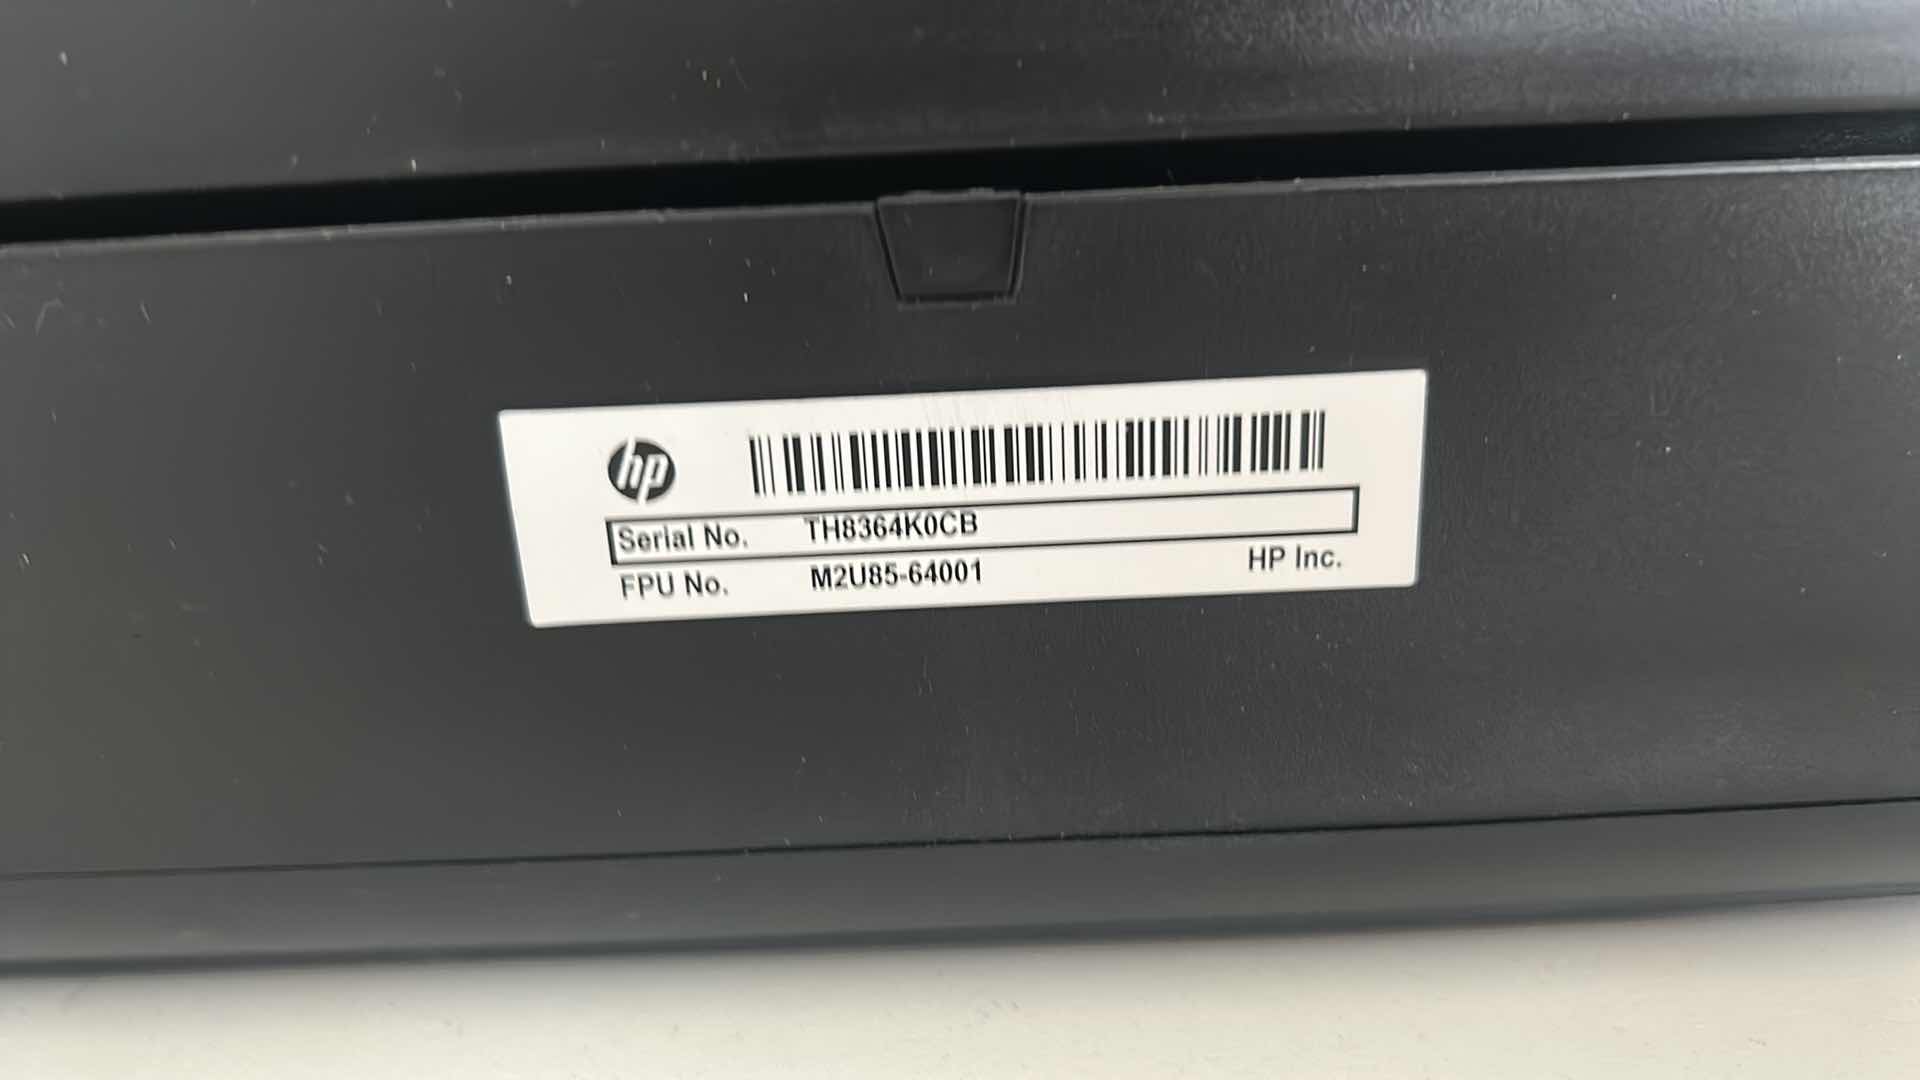 hp
Serial No. TH8364K0CB
FPU No. M2U85-64001 HP Inc.